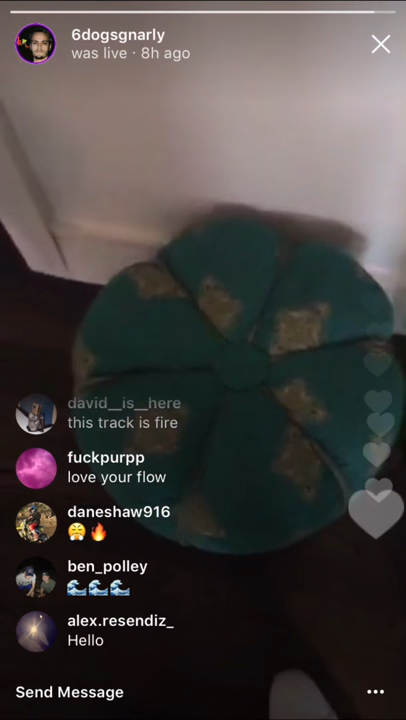 6dogsgnarly
was live · 8h ago
david__is__here
this track is fire
fuckpurpp
love your flow
daneshaw916
😤🔥
ben_polley
🌊🌊🌊
alex.resendiz_
Hello
Send Message